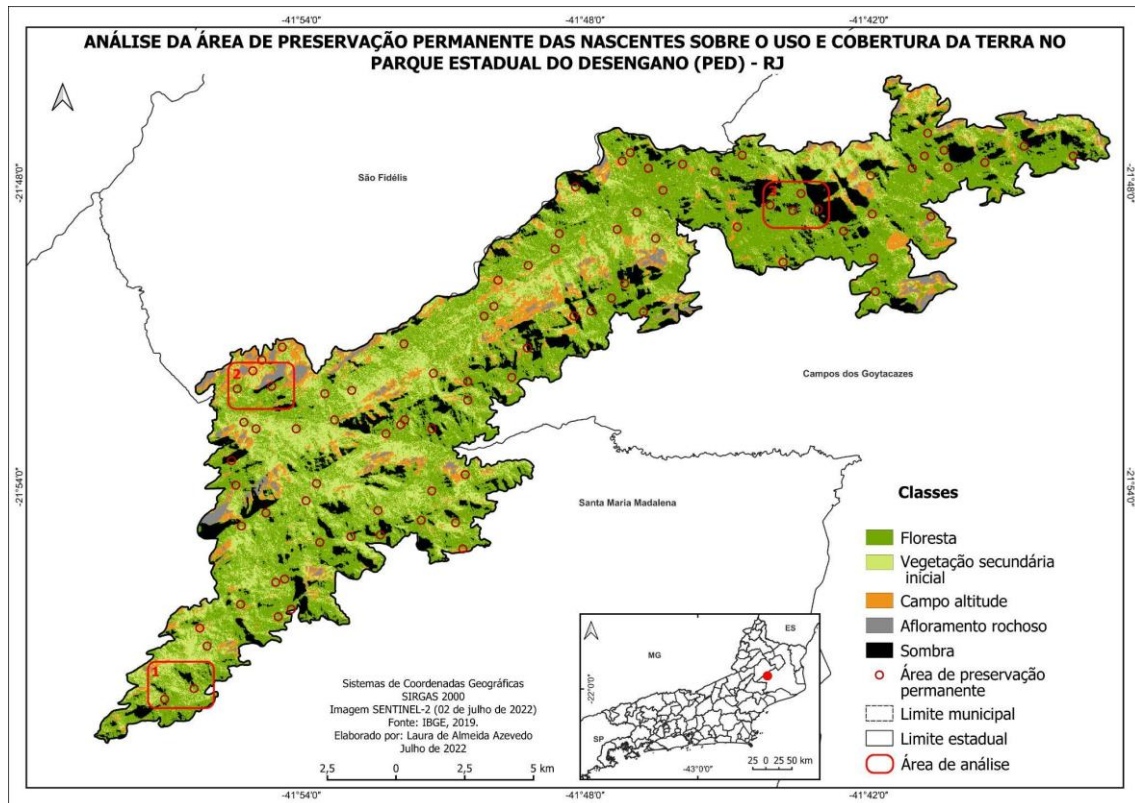 -41°54'0"
-41°48'0"
-41°42'0"
ANÁLISE DA ÁREA DE PRESERVAÇÃO PERMANENTE DAS NASCENTES SOBRE O USO E COBERTURA DA TERRA NO
PARQUE ESTADUAL DO DESENGANO (PED) - RJ
-21°48'0"
-21°48'0"
São Fidélis
Campos dos Goytacazes
2
-21°54'0"
-21°54'0"
Santa Maria Madalena
1
Classes
Floresta
Vegetação secundária
inicial
Campo altitude
Afloramento rochoso
Sombra
Área de preservação
permanente
Limite municipal
Limite estadual
Área de análise
Sistemas de Coordenadas Geográficas
SIRGAS 2000
Imagem SENTINEL-2 (02 de julho de 2022)
Fonte: IBGE, 2019.
Elaborado por: Laura de Almeida Azevedo
Julho de 2022
2,5 0 2,5 5 km
ES
MG
-22°0'0"
SP
-43°0'0"
25 0 25 50 km
-41°54'0"
-41°48'0"
-41°42'0"